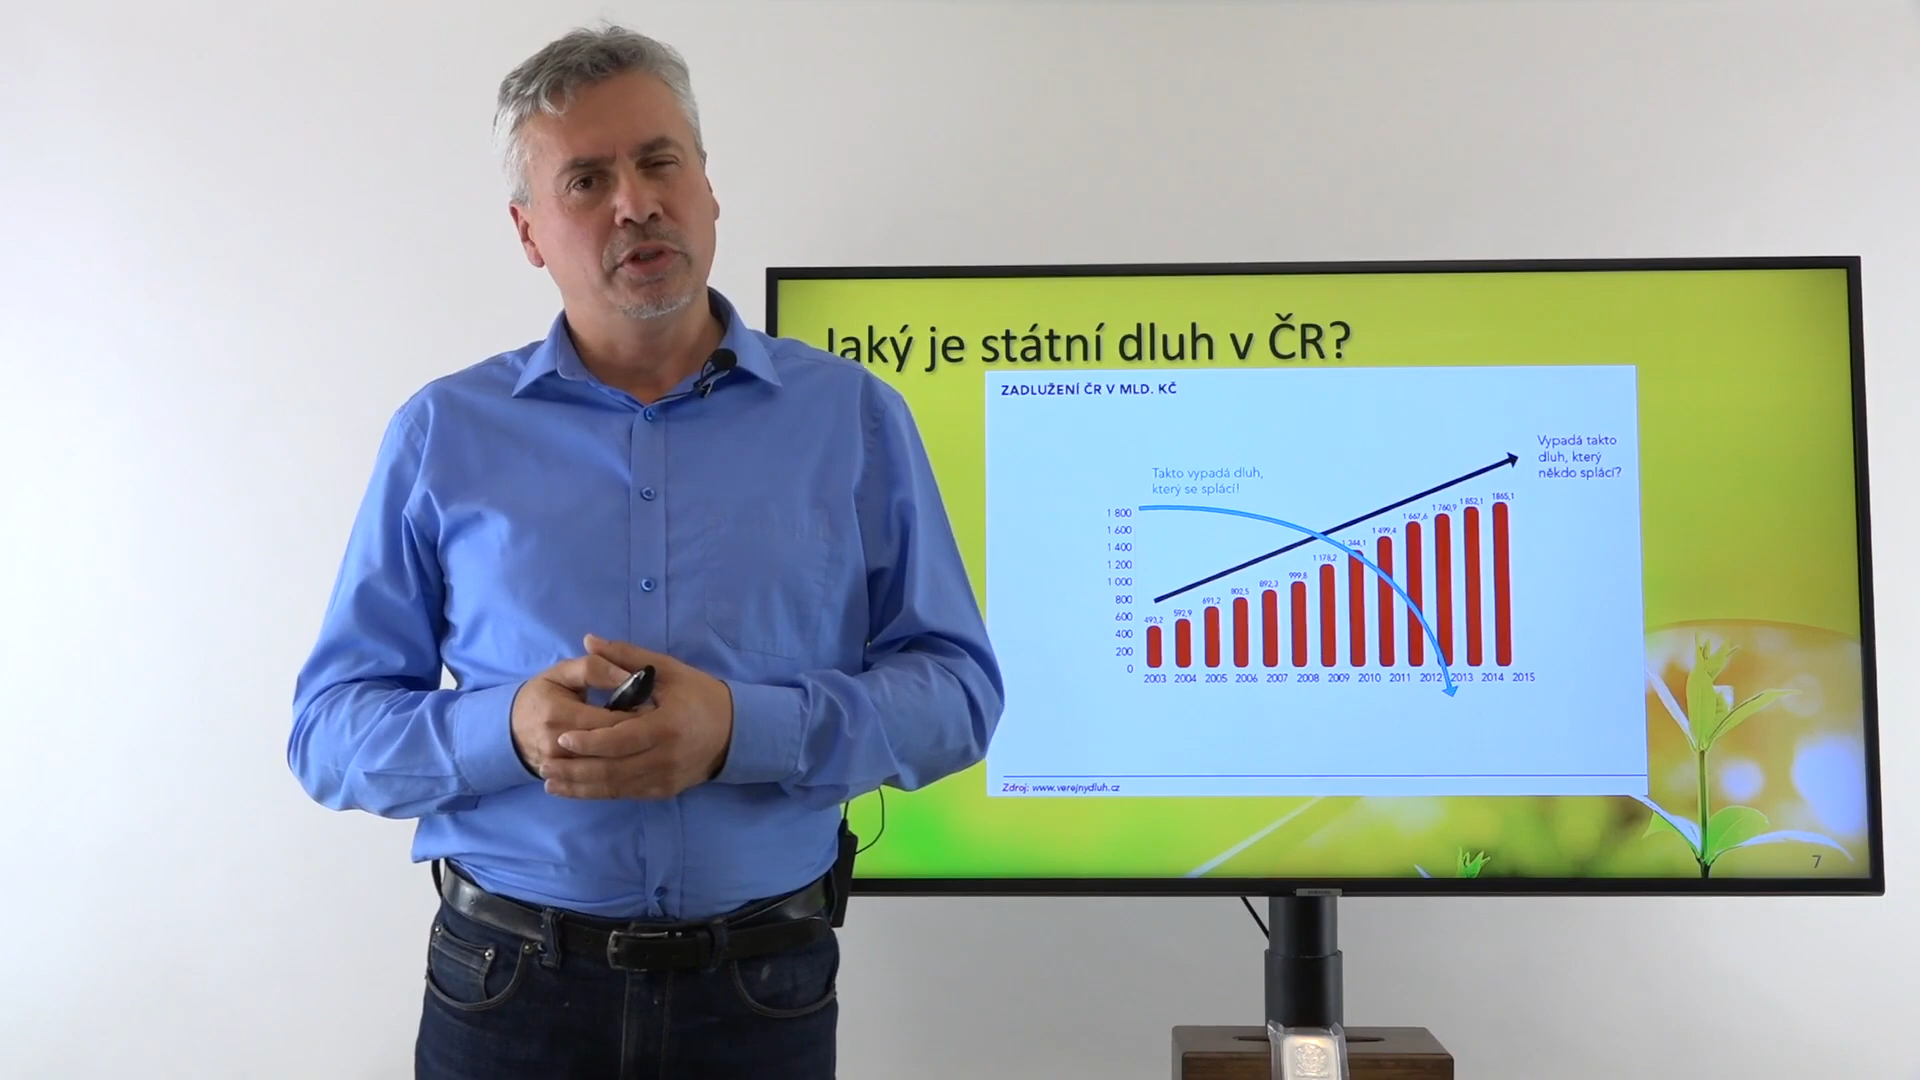 Jaký je státní dluh v ČR?
ZADLUŽENÍ ČR V MLD. KČ
Vypadá takto
dluh, který
někdo splácí?
Takto vypadá dluh,
který se splácí!
1 800
1 600
1 400
1 200
1 000
800
600
400
200
0
493,2
592,9
691,2
802,5
892,3
999,8
1 178,2
1 344,1
1 499,4
1 667,6
1 760,9
1 852,1
1865,1
2003 2004 2005 2006 2007 2008 2009 2010 2011 2012 2013 2014 2015
Zdroj: www.verejnydluh.cz
7